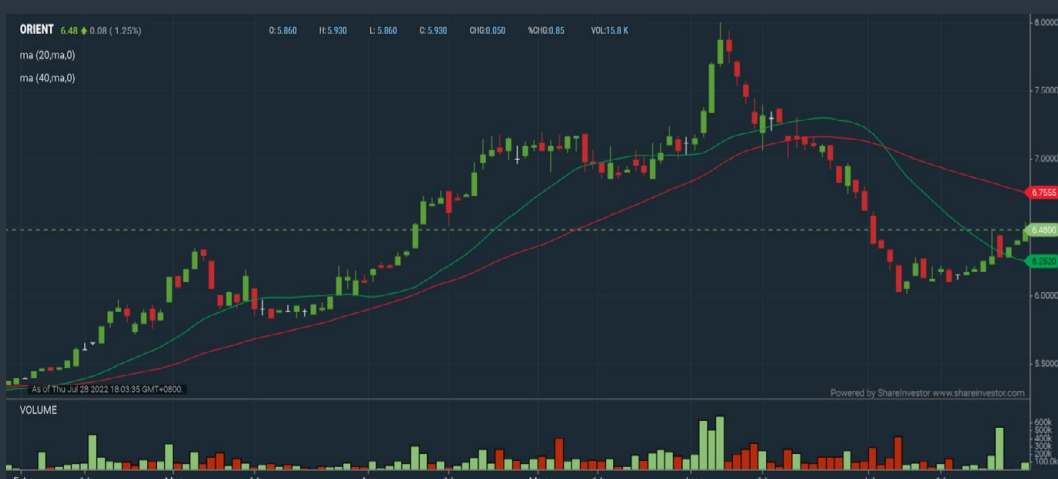 ORIENT 6.48 0.08 ( 1.25%) O:5.860 H:5.930 L: 5.860 C: 5.930 CHG:0.050 %CHG:0.85 VOL:15.8 K
ma (20,ma,0)
ma (40,ma,0)
8.0000
7.5000
7.0000
6.7555
6.4800
6.2520
6.0000
5.5000
As of Thu Jul 28 2022 18:03:35 GMT+0800.
Powered by ShareInvestor www.shareinvestor.com
VOLUME
600k
500k
400k
300k
200k
100.0k